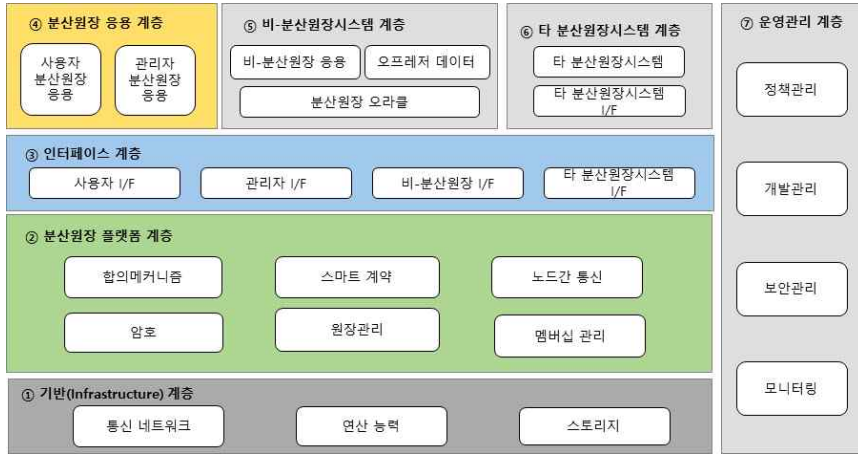 ④ 분산원장 응용 계층
사용자
분산원장
응용
관리자
분산원장
응용
⑤ 비-분산원장시스템 계층
비-분산원장 응용
오프레저 데이터
분산원장 오라클
⑥ 타 분산원장시스템 계층
타 분산원장시스템
타 분산원장시스템
I/F
⑦ 운영관리 계층
정책관리
개발관리
보안관리
모니터링
③ 인터페이스 계층
사용자 I/F
관리자 I/F
비-분산원장 I/F
타 분산원장시스템
I/F
② 분산원장 플랫폼 계층
합의메커니즘
스마트 계약
노드간 통신
암호
원장관리
멤버십 관리
① 기반(Infrastructure) 계층
통신 네트워크
연산 능력
스토리지